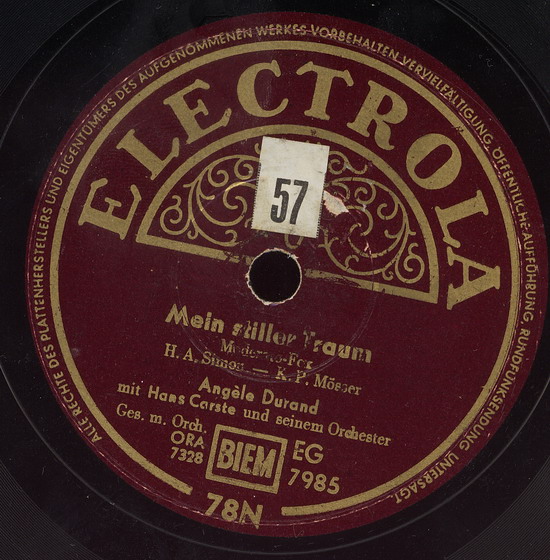 ALLE RECHTE DES PLATTENHERSTELLERS UND EIGENTÜMERS DES AUFGENOMMENEN WERKES VORBEHALTEN. VERVIELFÄLTIGUNG, ÖFFENTLICHE AUFFÜHRUNG, RUNDFUNKSENDUNG UNTERSAGT.
ELECTROLA
57
Mein stiller Traum
Moderato-Fox
H. A. Simon — K. P. Mösser
Angèle Durand
mit Hans Carste und seinem Orchester
Ges. m. Orch.
ORA
7328
BIEM
EG
7985
78N